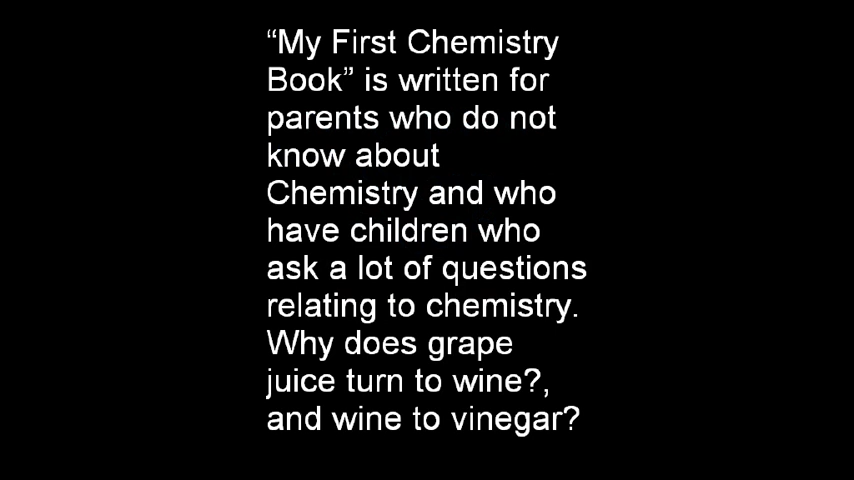 “My First Chemistry
Book” is written for
parents who do not
know about
Chemistry and who
have children who
ask a lot of questions
relating to chemistry.
Why does grape
juice turn to wine?,
and wine to vinegar?